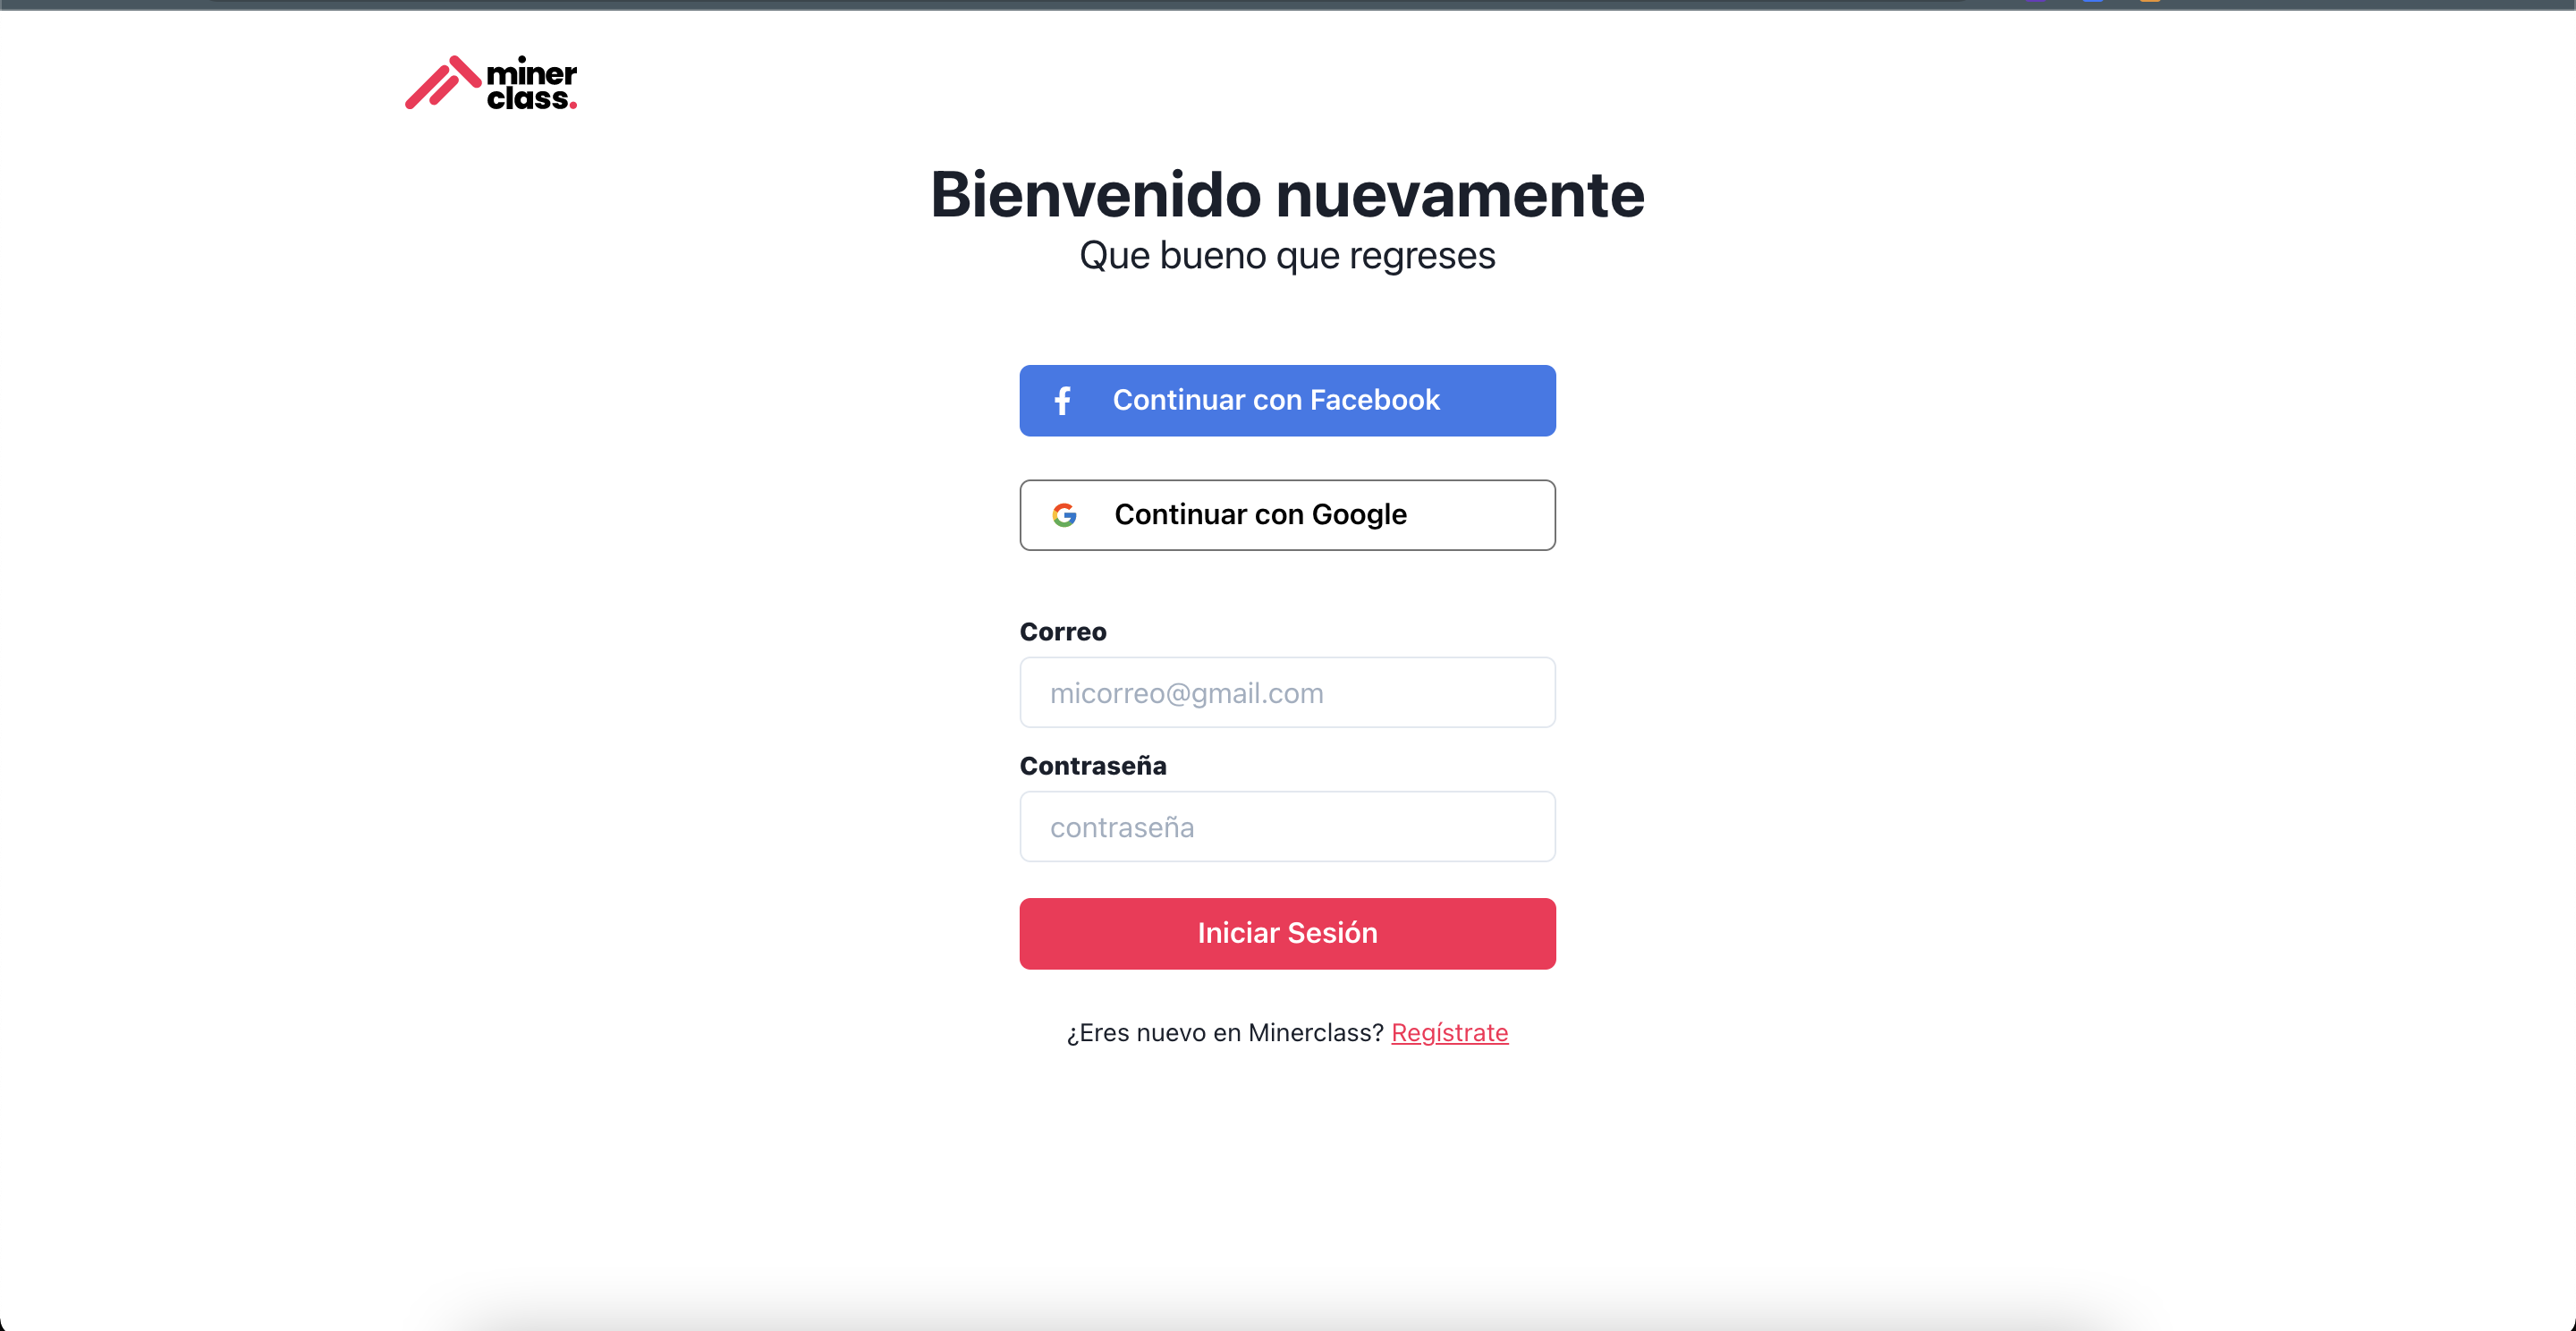 miner
class.
Bienvenido nuevamente
Que bueno que regreses
Continuar con Facebook
Continuar con Google
Correo
micorreo@gmail.com
Contraseña
contraseña
Iniciar Sesión
¿Eres nuevo en Minerclass? Regístrate